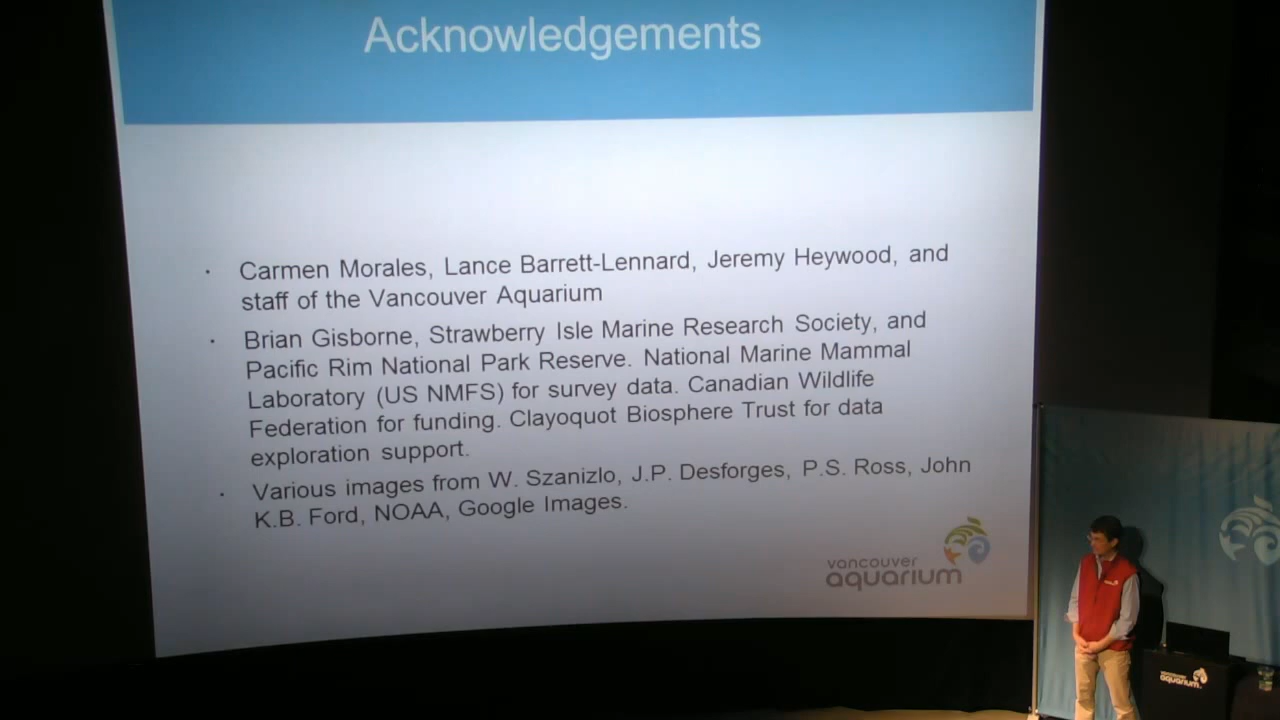 Acknowledgements
· Carmen Morales, Lance Barrett-Lennard, Jeremy Heywood, and
staff of the Vancouver Aquarium
· Brian Gisborne, Strawberry Isle Marine Research Society, and
Pacific Rim National Park Reserve. National Marine Mammal
Laboratory (US NMFS) for survey data. Canadian Wildlife
Federation for funding. Clayoquot Biosphere Trust for data
exploration support.
· Various images from W. Szanizlo, J.P. Desforges, P.S. Ross, John
K.B. Ford, NOAA, Google Images.
vancouver
aquarium
vancouver
aquarium